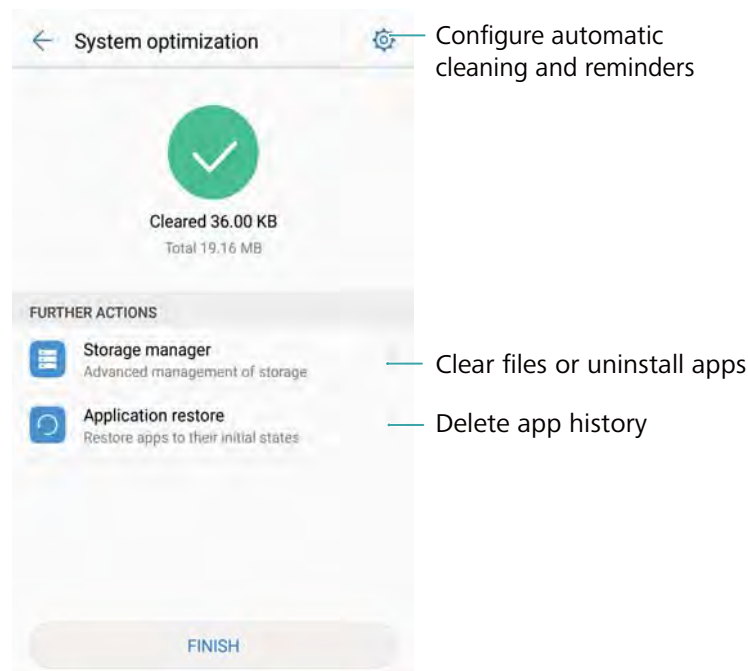 System optimization
Configure automatic
cleaning and reminders
Cleared 36.00 KB
Total 19.16 MB
FURTHER ACTIONS
Storage manager
Advanced management of storage
Clear files or uninstall apps
Application restore
Restore apps to their initial states
Delete app history
FINISH